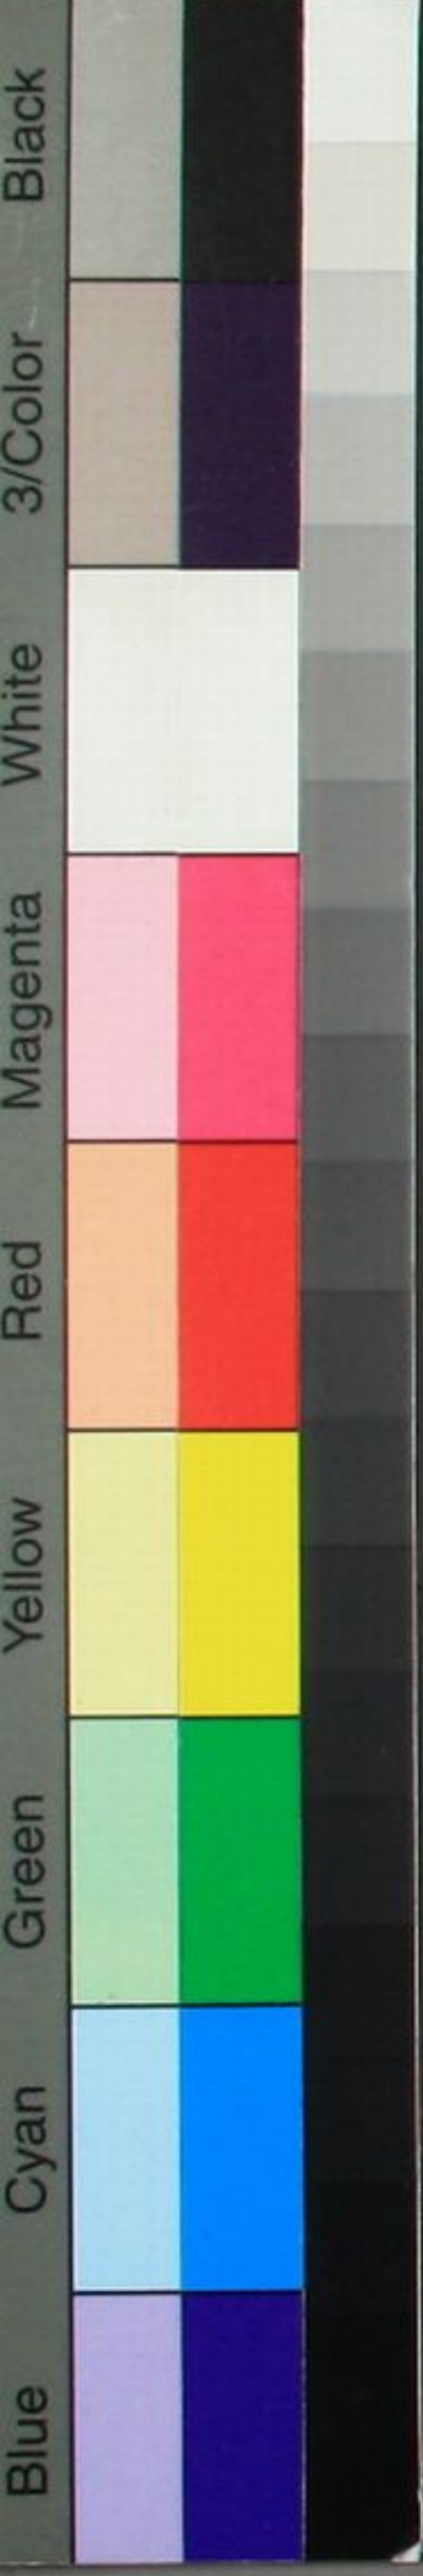 Black
3/Color
White
Magenta
Red
Yellow
Green
Cyan
Blue